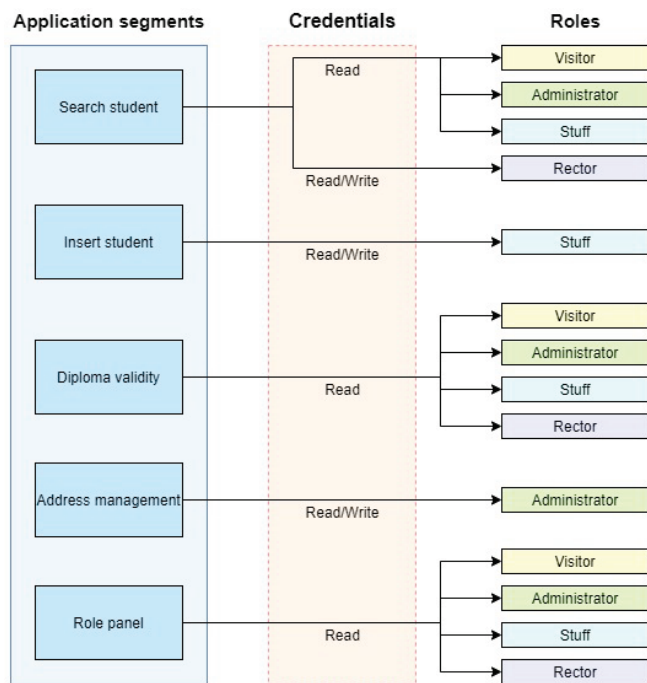 Application segments
Credentials
Roles
Search student
Read
Visitor
Administrator
Stuff
Read/Write
Rector
Insert student
Read/Write
Stuff
Diploma validity
Read
Visitor
Administrator
Stuff
Rector
Address management
Read/Write
Administrator
Role panel
Read
Visitor
Administrator
Stuff
Rector